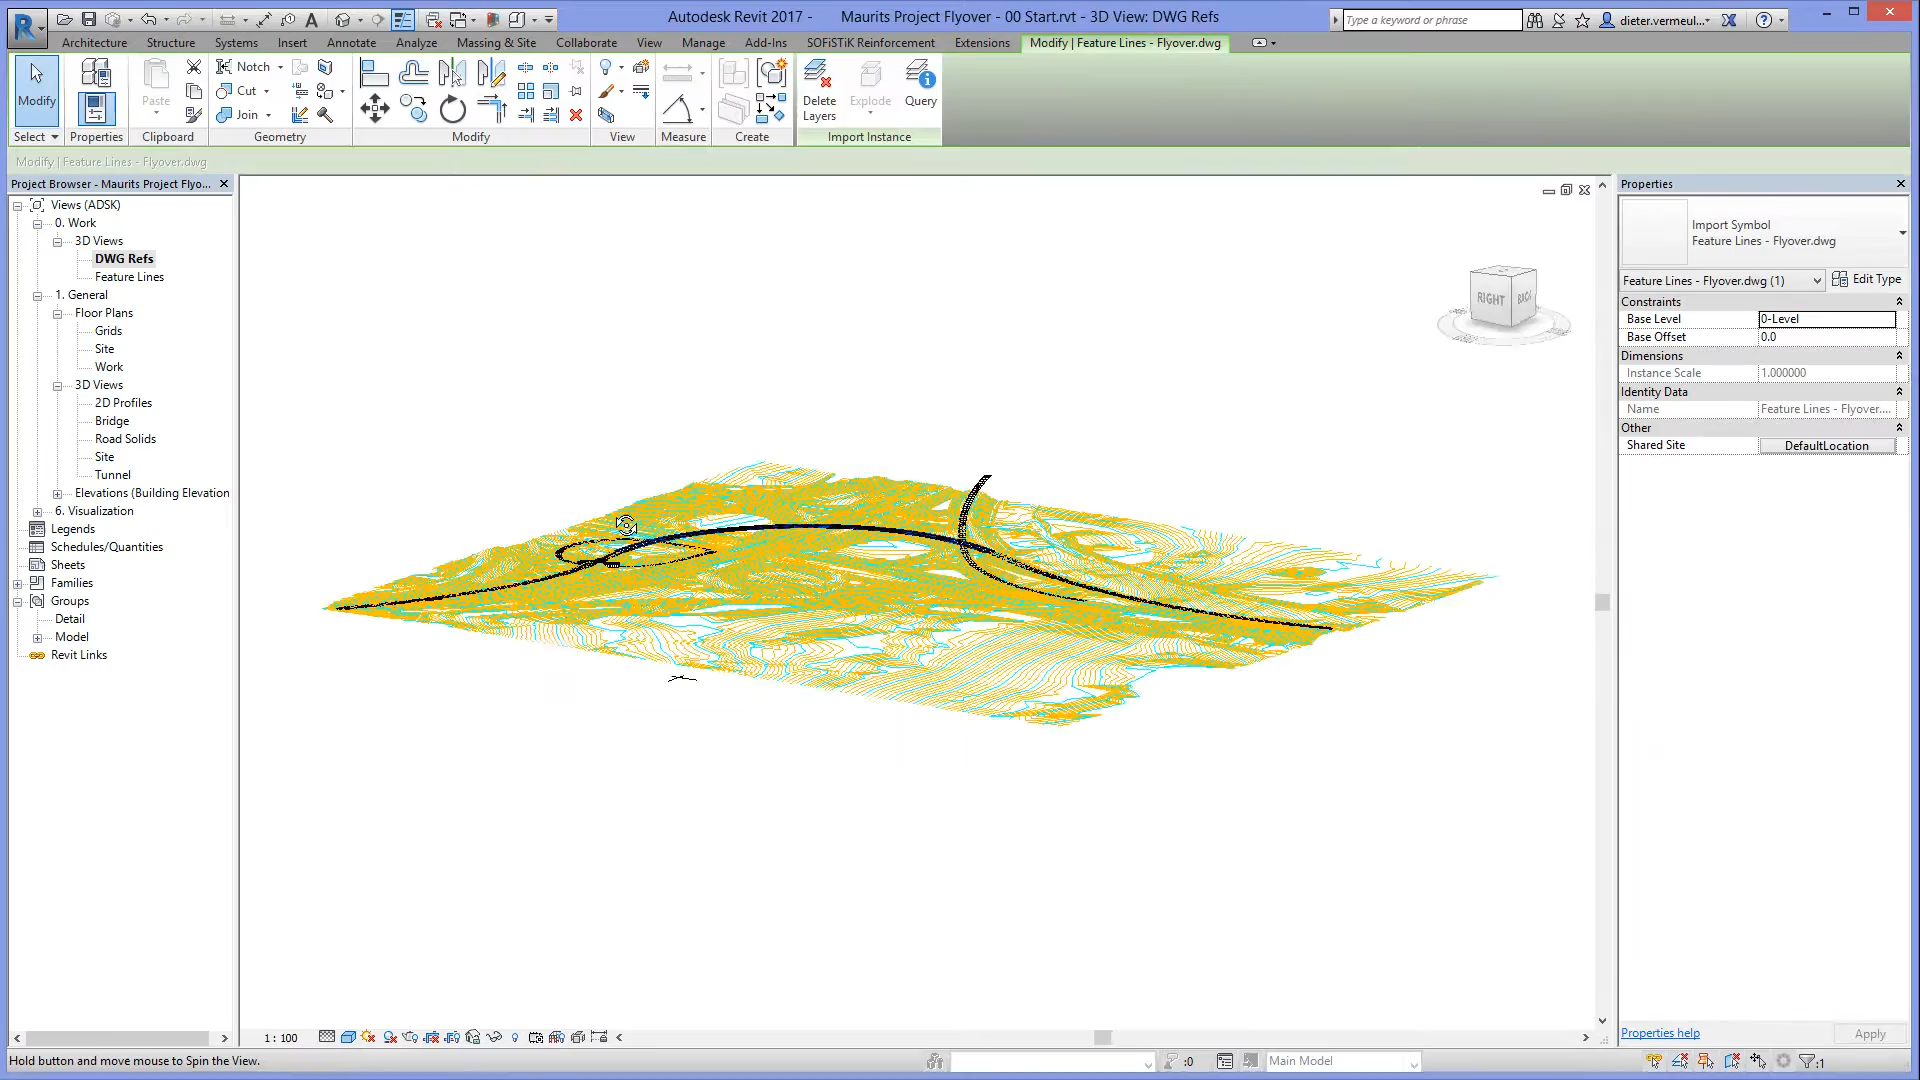 Autodesk Revit 2017 - Maurits Project Flyover - 00 Start.rvt - 3D View: DWG Refs
Type a keyword or phrase
dieter.vermeul...
Architecture Structure Systems Insert Annotate Analyze Massing & Site Collaborate View Manage Add-Ins SOFiSTiK Reinforcement Extensions Modify | Feature Lines - Flyover.dwg
Modify
Paste
Notch
Cut
Join
Delete Layers
Explode
Query
Select Properties Clipboard Geometry Modify View Measure Create Import Instance
Modify | Feature Lines - Flyover.dwg
Project Browser - Maurits Project Flyo...
Views (ADSK)
0. Work
3D Views
DWG Refs
Feature Lines
1. General
Floor Plans
Grids
Site
Work
3D Views
2D Profiles
Bridge
Road Solids
Site
Tunnel
Elevations (Building Elevation
6. Visualization
Legends
Schedules/Quantities
Sheets
Families
Groups
Detail
Model
Revit Links
RIGHT
BACK
Properties
Import Symbol
Feature Lines - Flyover.dwg
Feature Lines - Flyover.dwg (1) Edit Type
Constraints
Base Level 0-Level
Base Offset 0.0
Dimensions
Instance Scale 1.000000
Identity Data
Name Feature Lines - Flyover....
Other
Shared Site DefaultLocation
Properties help
Apply
1 : 100
Hold button and move mouse to Spin the View.
:0
Main Model
:1